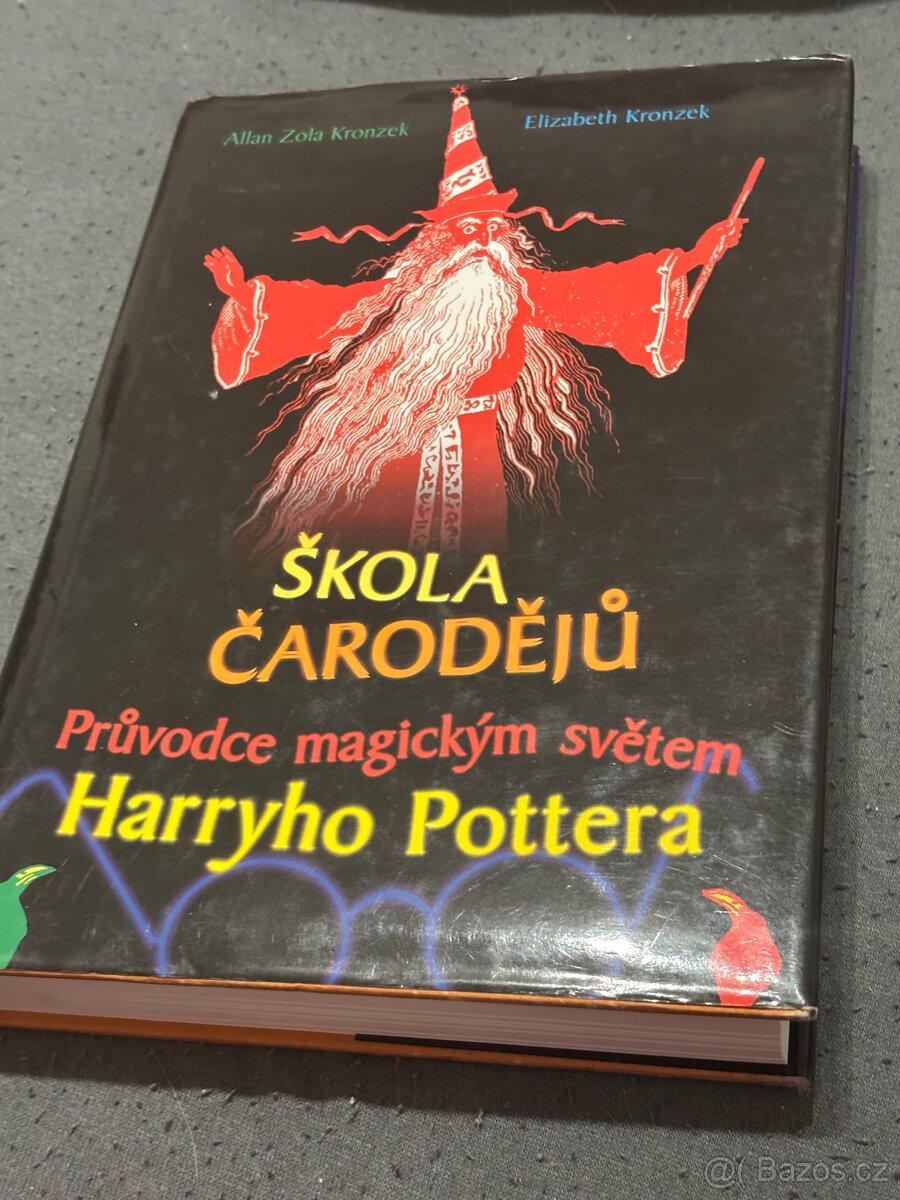 Allan Zola Kronzek
Elizabeth Kronzek
ŠKOLA
ČARODĚJŮ
Průvodce magickým světem
Harryho Pottera
@( Bazos.cz